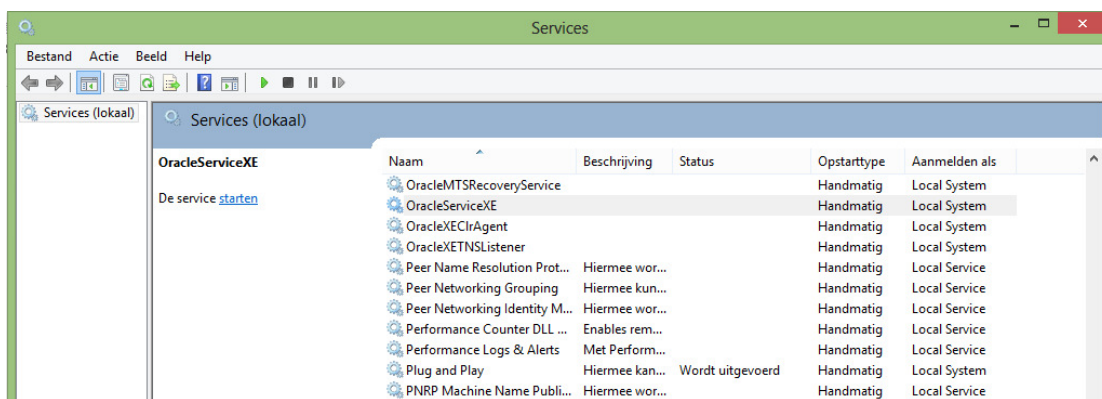 Services
Bestand Actie Beeld Help
Services (lokaal)
Services (lokaal)
OracleServiceXE
De service starten
Naam Beschrijving Status Opstarttype Aanmelden als
OracleMTSRecoveryService Handmatig Local System
OracleServiceXE Handmatig Local System
OracleXEClrAgent Handmatig Local System
OracleXETNSListener Handmatig Local System
Peer Name Resolution Prot... Hiermee wor... Handmatig Local Service
Peer Networking Grouping Hiermee kun... Handmatig Local Service
Peer Networking Identity M... Hiermee wor... Handmatig Local Service
Performance Counter DLL ... Enables rem... Handmatig Local Service
Performance Logs & Alerts Met Perform... Handmatig Local Service
Plug and Play Hiermee kan... Wordt uitgevoerd Handmatig Local System
PNRP Machine Name Publi... Hiermee wor... Handmatig Local Service